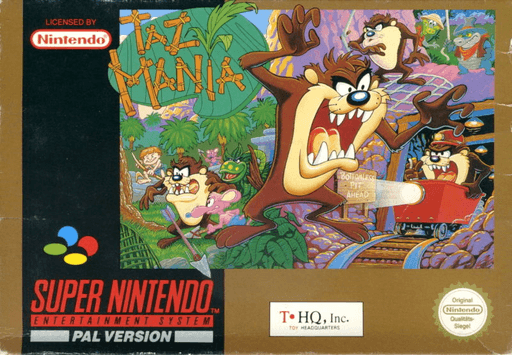 LICENSED BY
Nintendo
TAZ
MANIA
BOTTOMLESS
PIT
AHEAD
SUPER NINTENDO™
ENTERTAINMENT SYSTEM
PAL VERSION
T•HQ, Inc.
TOY HEADQUARTERS
Original
Nintendo
Qualitäts-
Siegel